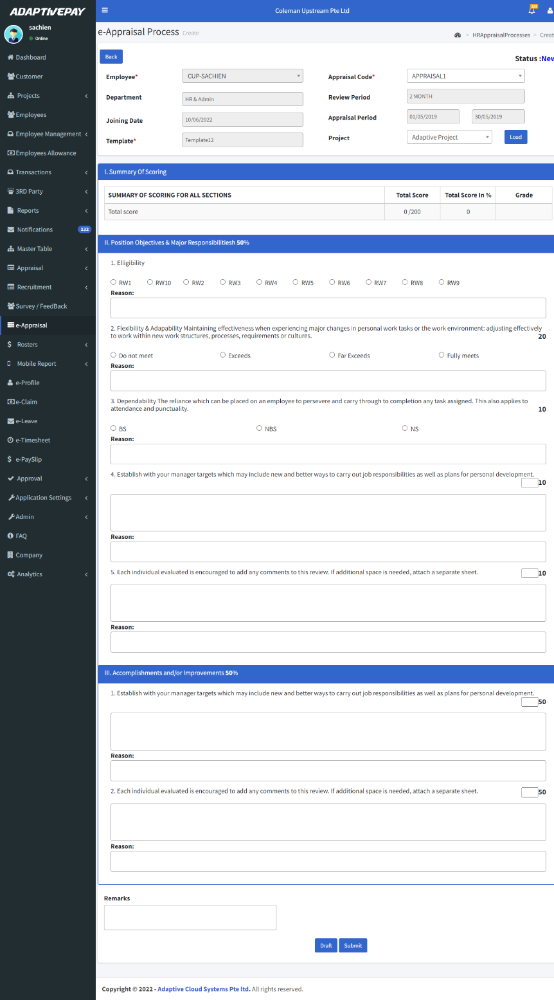 ADAPTIVEPAY
Coleman Upstream Pte Ltd
133
sachien
Online
Dashboard
Customer
Projects
Employees
Employee Management
Employees Allowance
Transactions
3RD Party
Reports
Notifications 132
Master Table
Appraisal
Recruitment
Survey / FeedBack
e-Appraisal
Rosters
Mobile Report
e-Profile
e-Claim
e-Leave
e-Timesheet
e-PaySlip
Approval
Application Settings
Admin
FAQ
Company
Analytics
e-Appraisal Process Create
> HRAppraisalProcesses > Creat
Back
Status :New
Employee* CUP-SACHIEN Appraisal Code* APPRAISAL1
Department HR & Admin Review Period 2 MONTH
Joining Date 10/06/2022 Appraisal Period 01/05/2019 30/05/2019
Template* Template12 Project Adaptive Project Load
I. Summary Of Scoring
SUMMARY OF SCORING FOR ALL SECTIONS Total Score Total Score In % Grade
Total score 0 /200 0
II. Position Objectives & Major Responsibilitiesh 50%
1. Elligibility
RW1 RW10 RW2 RW3 RW4 RW5 RW6 RW7 RW8 RW9
Reason:
2. Flexibility & Adapability Maintaining effectiveness when experiencing major changes in personal work tasks or the work environment: adjusting effectively
to work within new work structures, processes, requirements or cultures. 20
Do not meet Exceeds Far Exceeds Fully meets
Reason:
3. Dependability The reliance which can be placed on an employee to persevere and carry through to completion any task assigned. This also applies to
attendance and punctuality. 10
BS NBS NS
Reason:
4. Establish with your manager targets which may include new and better ways to carry out job responsibilities as well as plans for personal development.
10
Reason:
5. Each individual evaluated is encouraged to add any comments to this review. If additional space is needed, attach a separate sheet. 10
Reason:
III. Accomplishments and/or Improvements 50%
1. Establish with your manager targets which may include new and better ways to carry out job responsibilities as well as plans for personal development.
50
Reason:
2. Each individual evaluated is encouraged to add any comments to this review. If additional space is needed, attach a separate sheet. 50
Reason:
Remarks
Draft Submit
Copyright © 2022 - Adaptive Cloud Systems Pte ltd. All rights reserved.